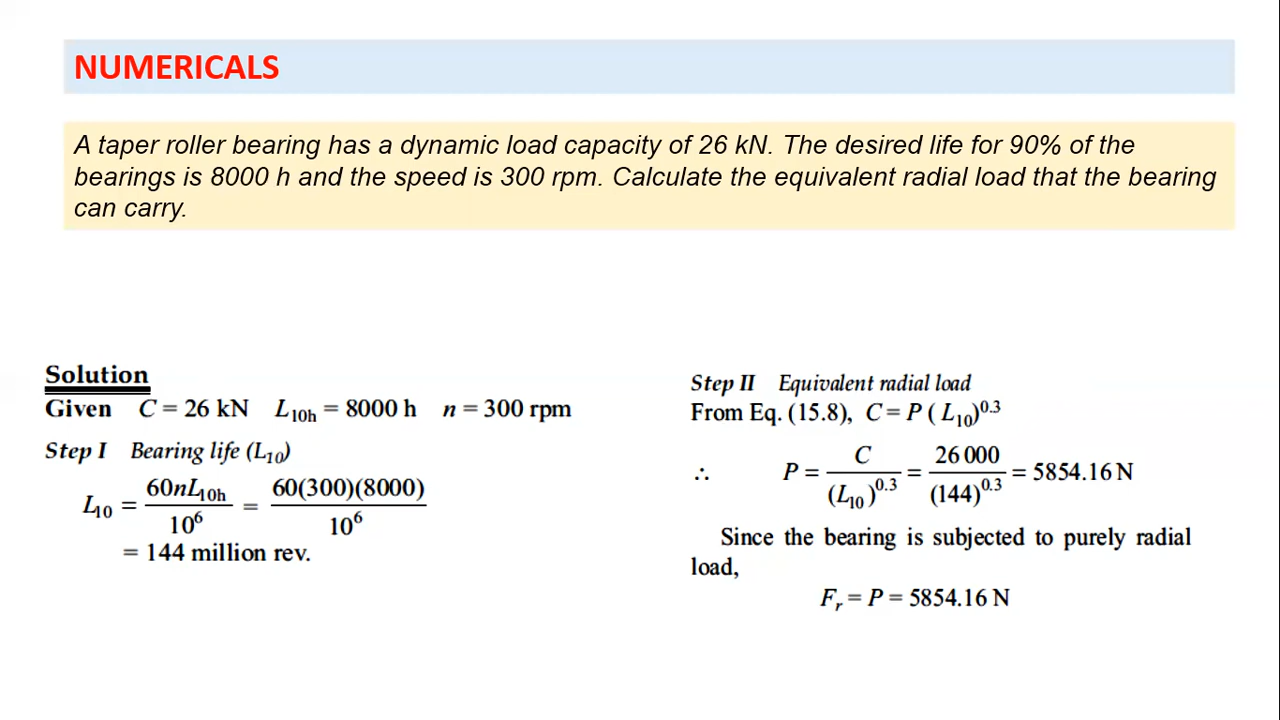 NUMERICALS
A taper roller bearing has a dynamic load capacity of 26 kN. The desired life for 90% of the
bearings is 8000 h and the speed is 300 rpm. Calculate the equivalent radial load that the bearing
can carry.
Solution
Given C = 26 kN L10h = 8000 h n = 300 rpm
Step I Bearing life (L10)
L10 = 60nL10h / 10^6 = 60(300)(8000) / 10^6
= 144 million rev.
Step II Equivalent radial load
From Eq. (15.8), C = P ( L10)^0.3
∴ P = C / (L10)^0.3 = 26 000 / (144)^0.3 = 5854.16 N
Since the bearing is subjected to purely radial
load,
Fr = P = 5854.16 N